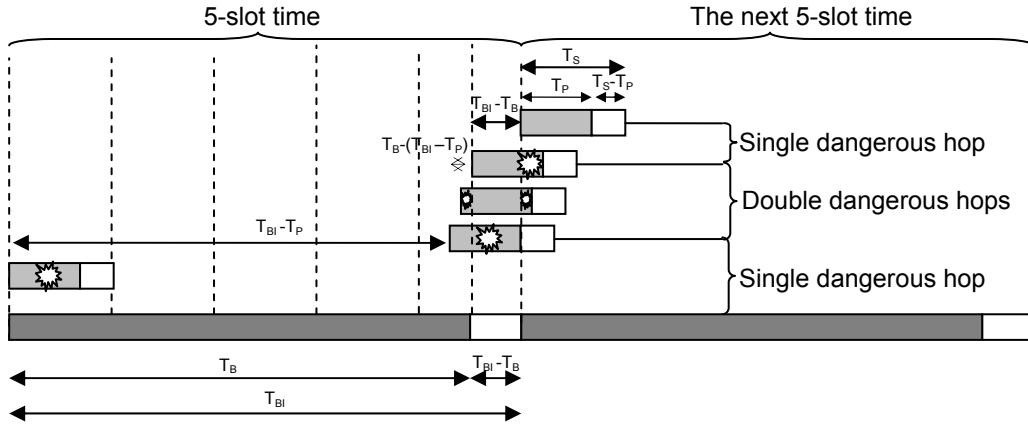 5-slot time
The next 5-slot time
T_S
T_P
T_S-T_P
T_BI-T_B
Single dangerous hop
T_B-(T_BI–T_P)
Double dangerous hops
T_BI-T_P
Single dangerous hop
T_B
T_BI-T_B
T_BI